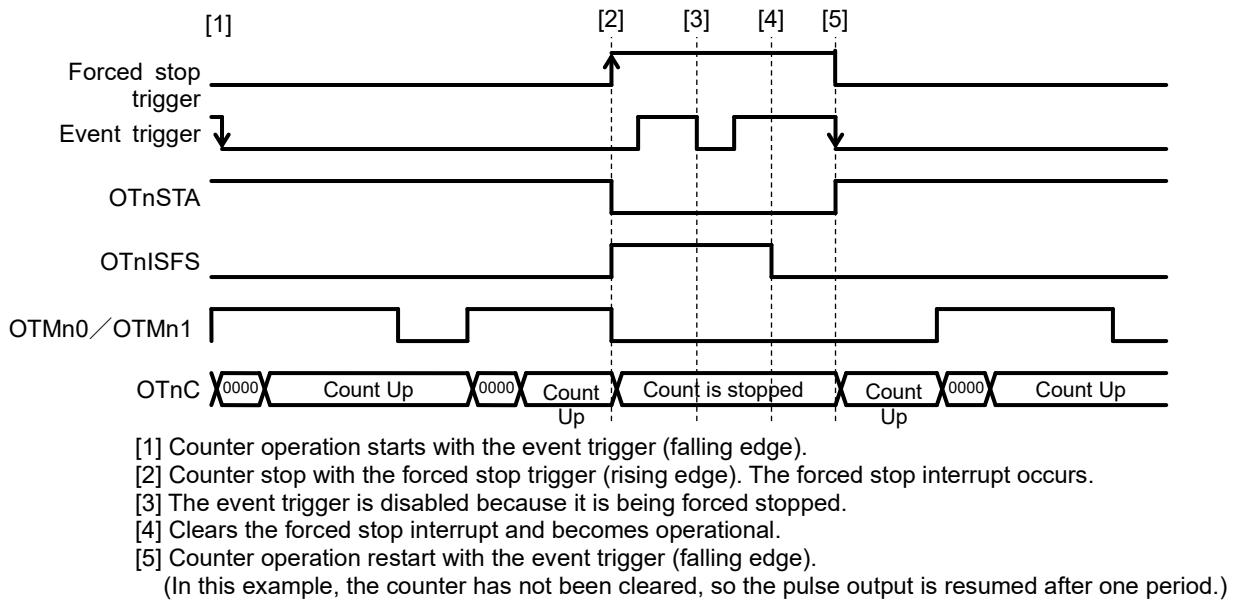 [1] [2] [3] [4] [5]
Forced stop
trigger
Event trigger
OTnSTA
OTnISFS
OTMn0／OTMn1
OTnC 0000 Count Up 0000 Count Count is stopped Count 0000 Count Up
Up Up
[1] Counter operation starts with the event trigger (falling edge).
[2] Counter stop with the forced stop trigger (rising edge). The forced stop interrupt occurs.
[3] The event trigger is disabled because it is being forced stopped.
[4] Clears the forced stop interrupt and becomes operational.
[5] Counter operation restart with the event trigger (falling edge).
(In this example, the counter has not been cleared, so the pulse output is resumed after one period.)